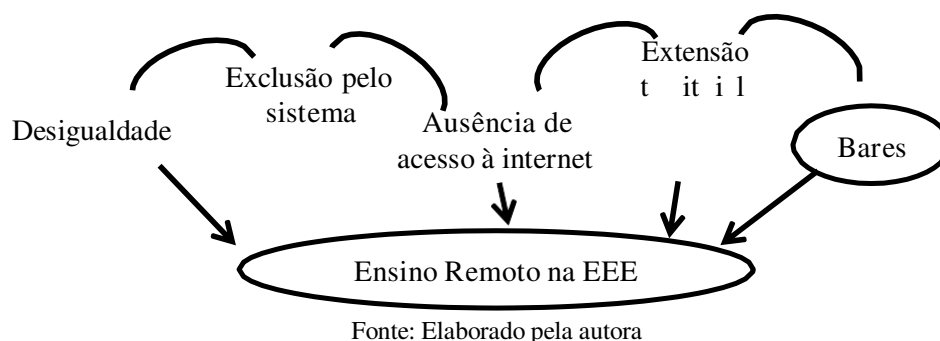 Extensão
Exclusão pelo
sistema
Desigualdade
Ausência de
acesso à internet
Bares
Ensino Remoto na EEE
Fonte: Elaborado pela autora